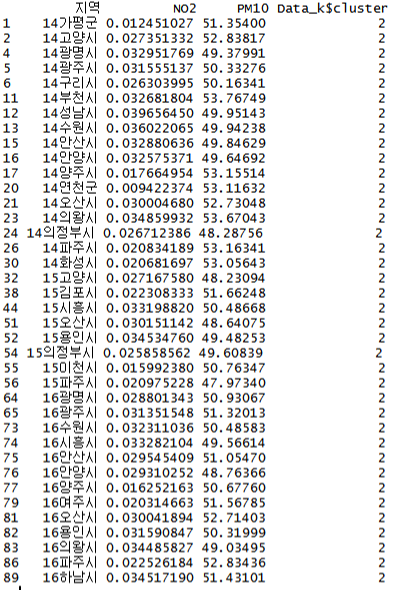 지역 NO2 PM10 Data_k$cluster
1 14가평군 0.012451027 51.35400 2
2 14고양시 0.027351332 52.83817 2
4 14광명시 0.032951769 49.37991 2
5 14광주시 0.031555137 50.33276 2
6 14구리시 0.026303995 50.16341 2
11 14부천시 0.032681804 53.76749 2
12 14성남시 0.039656450 49.95143 2
13 14수원시 0.036022065 49.94238 2
15 14안산시 0.032880636 49.84629 2
16 14안양시 0.032575371 49.64692 2
17 14양주시 0.017664954 53.15514 2
20 14연천군 0.009422374 53.11632 2
21 14오산시 0.030004680 52.73048 2
23 14의왕시 0.034859932 53.67043 2
24 14의정부시 0.026712386 48.28756 2
26 14파주시 0.020834189 53.16341 2
30 14화성시 0.020681697 53.05643 2
32 15고양시 0.027167580 48.23094 2
38 15김포시 0.022308333 51.66248 2
44 15시흥시 0.033198820 50.48668 2
51 15오산시 0.030151142 48.64075 2
52 15용인시 0.034534760 49.48253 2
54 15의정부시 0.025858562 49.60839 2
55 15이천시 0.015992380 50.76347 2
56 15파주시 0.020975228 47.97340 2
64 16광명시 0.028801343 50.93067 2
65 16광주시 0.031351548 51.32013 2
73 16수원시 0.032311036 50.48583 2
74 16시흥시 0.033282104 49.56614 2
75 16안산시 0.029545409 51.05470 2
76 16안양시 0.029310252 48.76366 2
77 16양주시 0.016252163 50.67760 2
79 16여주시 0.020314663 51.56785 2
81 16오산시 0.030041894 52.71403 2
82 16용인시 0.031590847 50.31999 2
83 16의왕시 0.034485827 49.03495 2
86 16파주시 0.022526184 52.83436 2
89 16하남시 0.034517190 51.43101 2